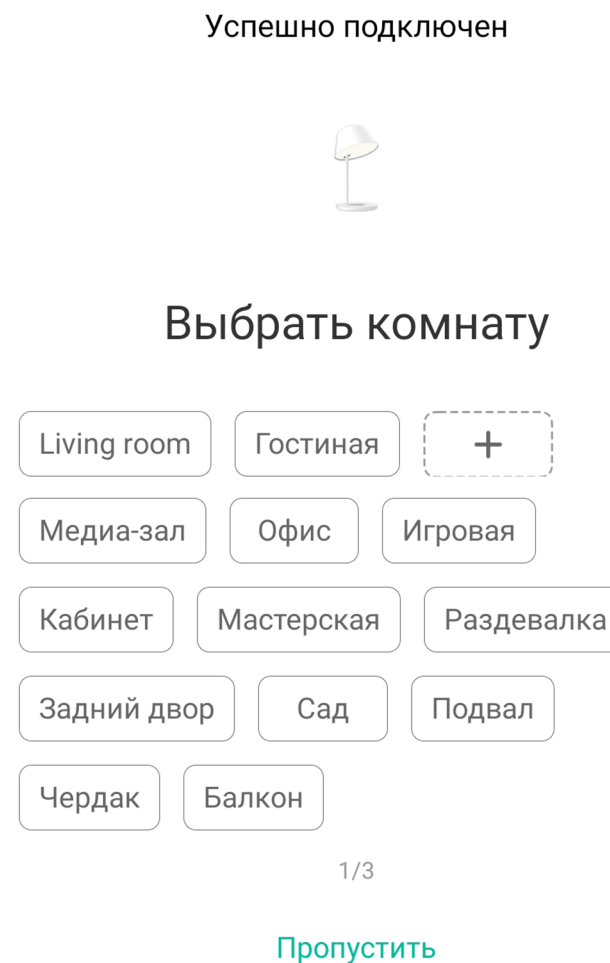 Успешно подключен
Выбрать комнату
Living room Гостиная +
Медиа-зал Офис Игровая
Кабинет Мастерская Раздевалка
Задний двор Сад Подвал
Чердак Балкон
1/3
Пропустить